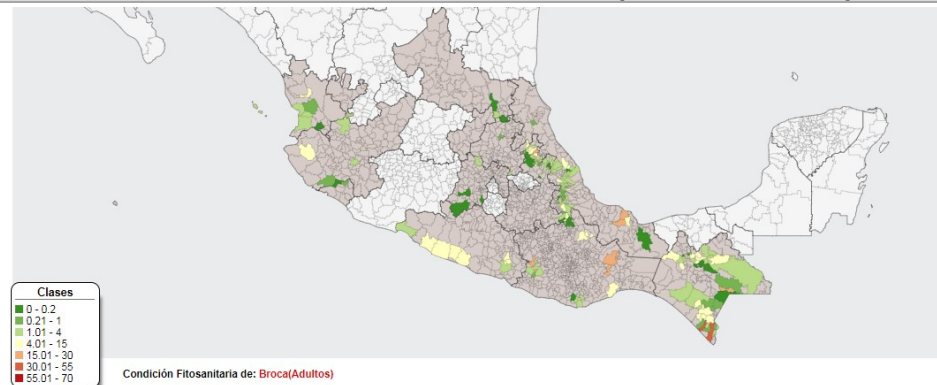 Clases
0 - 0.2
0.21 - 1
1.01 - 4
4.01 - 15
15.01 - 30
30.01 - 55
55.01 - 70
Condición Fitosanitaria de: Broca(Adultos)